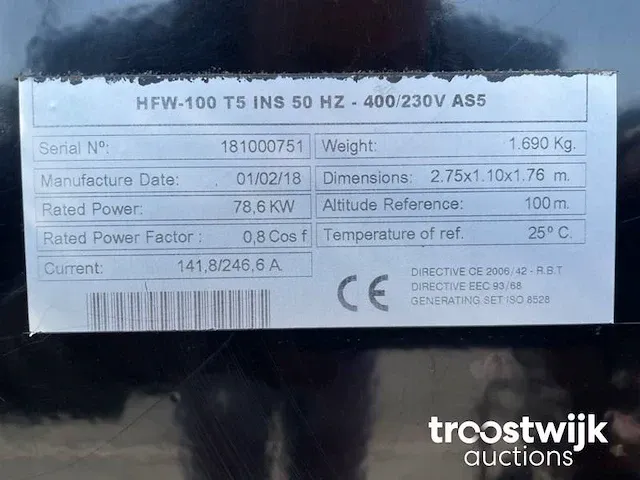 HFW-100 T5 INS 50 HZ - 400/230V AS5
Serial Nº: 181000751
Manufacture Date: 01/02/18
Rated Power: 78,6 KW
Rated Power Factor : 0,8 Cos f
Current: 141,8/246,6 A
Weight: 1.690 Kg.
Dimensions: 2.75x1.10x1.76 m.
Altitude Reference: 100 m.
Temperature of ref. 25º C.
CE
DIRECTIVE CE 2006/42 - R.B.T
DIRECTIVE EEC 93/68
GENERATING SET ISO 8528
troostwijk
auctions